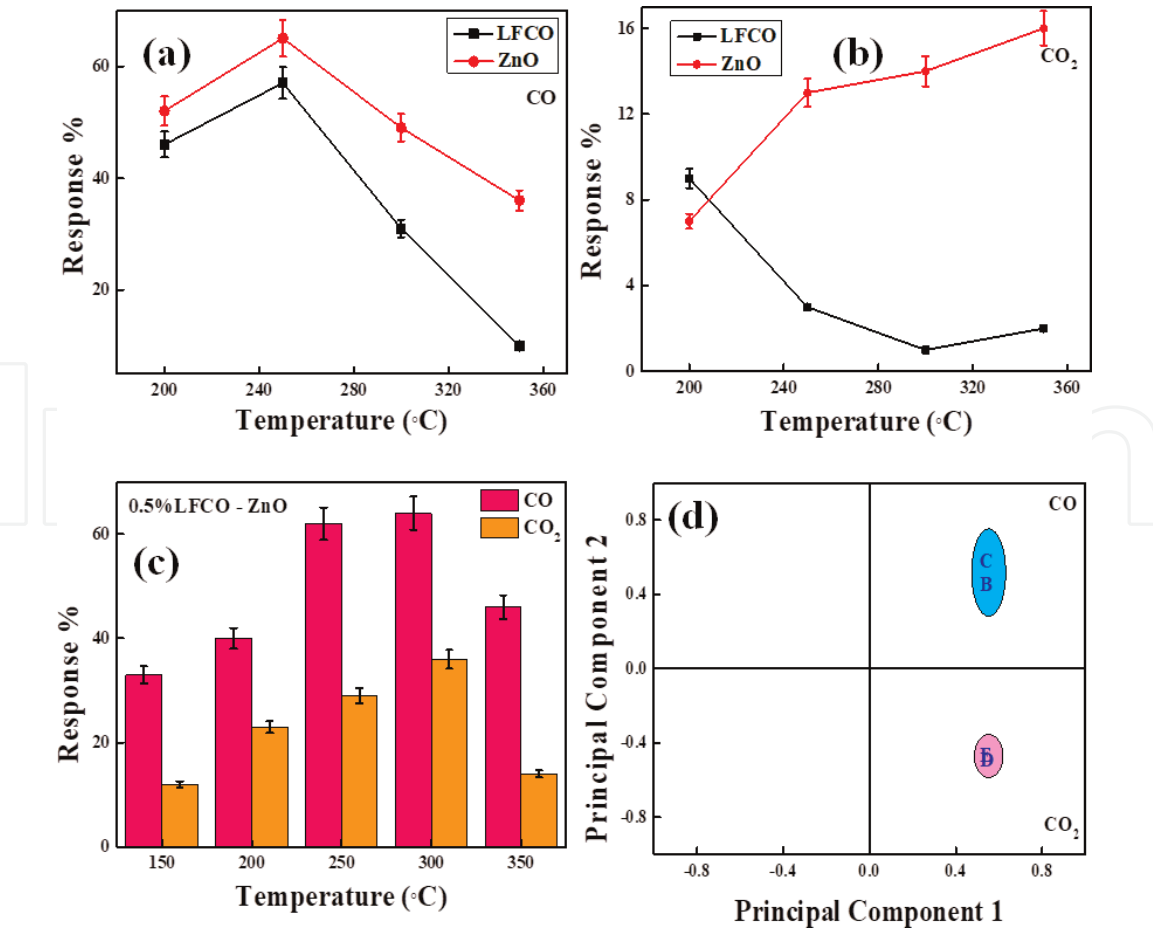 (a)
LFCO
ZnO
CO
60
40
20
Response %
200 240 280 320 360
Temperature (◦C)
(b)
LFCO
ZnO
CO2
16
12
8
4
0
Response %
200 240 280 320 360
Temperature (◦C)
0.5%LFCO - ZnO
(c)
CO
CO2
60
40
20
0
Response %
150 200 250 300 350
Temperature (◦C)
(d)
CO
C
B
E
D
CO2
0.8
0.4
0.0
-0.4
-0.8
Principal Component 2
-0.8 -0.4 0.0 0.4 0.8
Principal Component 1